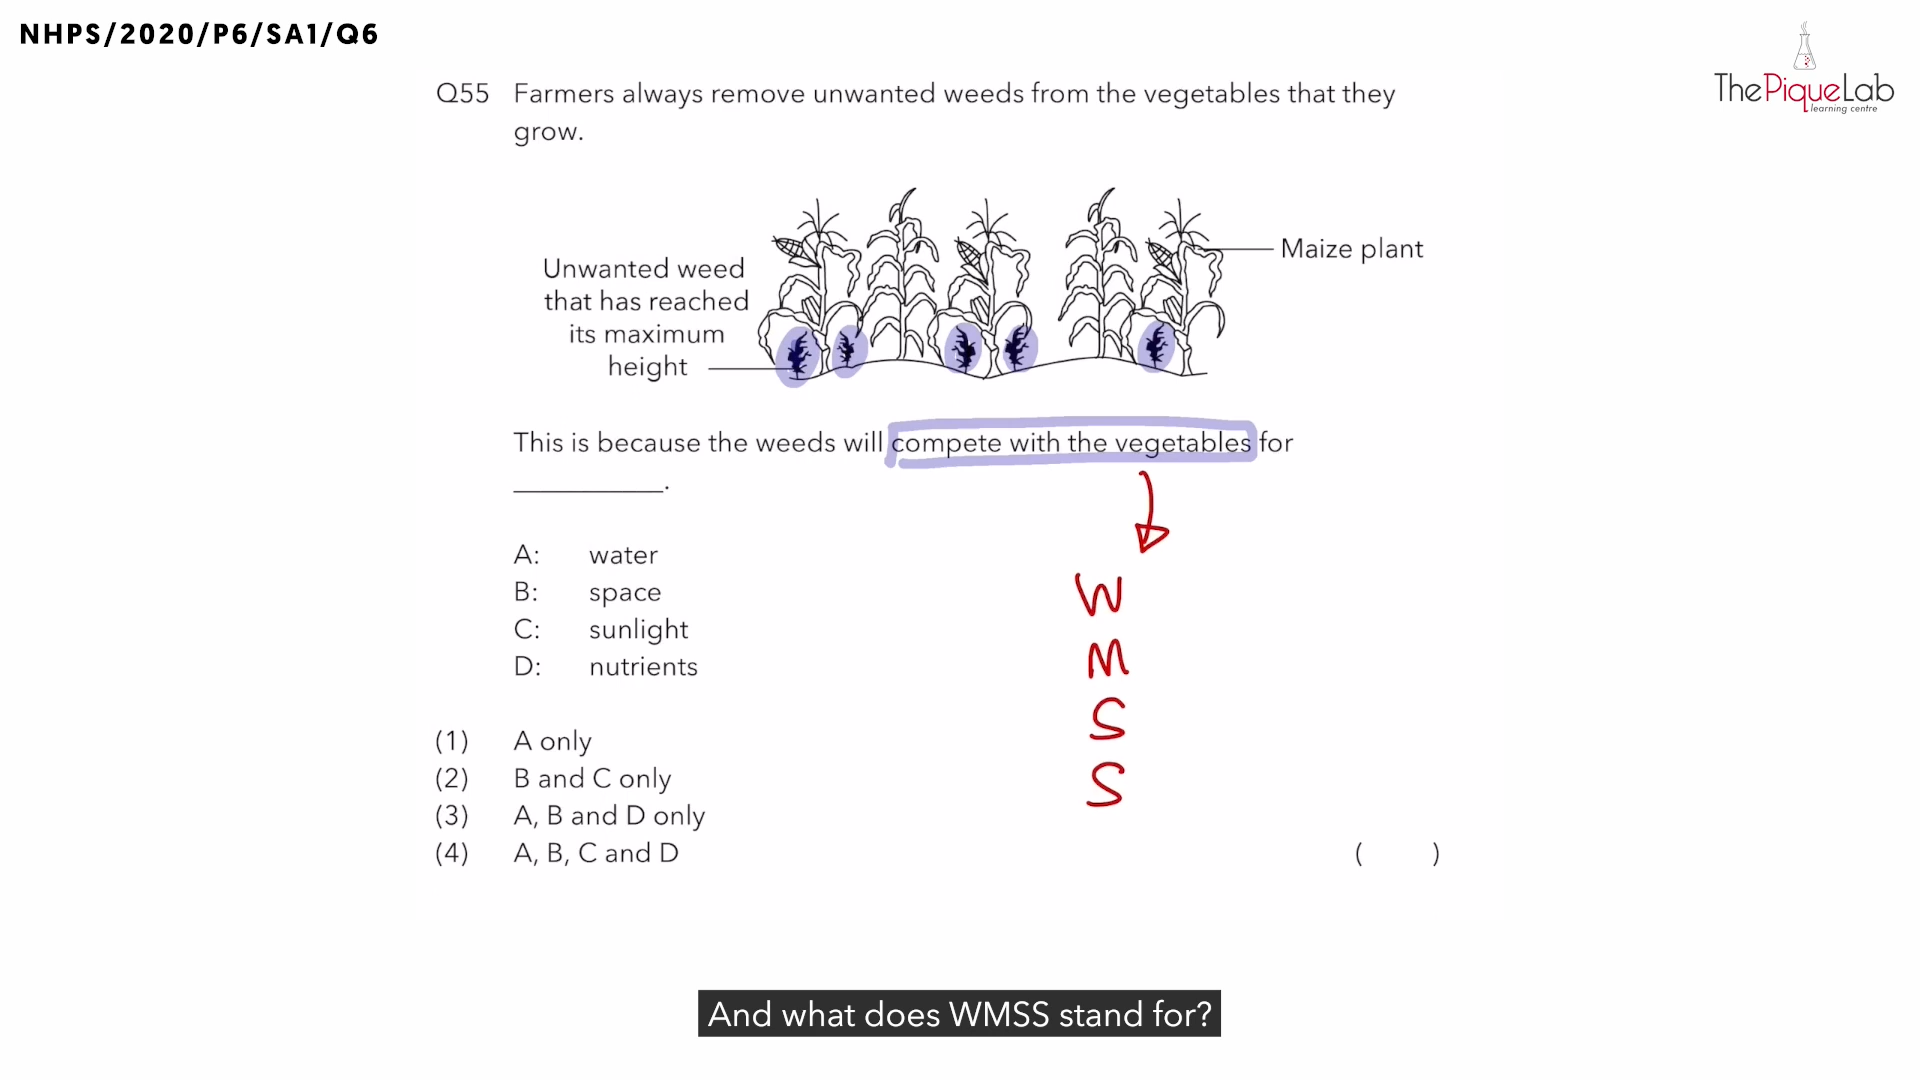 NHPS/2020/P6/SA1/Q6
ThePiqueLab
learning centre
Q55 Farmers always remove unwanted weeds from the vegetables that they
grow.
Unwanted weed
that has reached
its maximum
height
Maize plant
This is because the weeds will compete with the vegetables for
____________.
A: water
B: space
C: sunlight
D: nutrients
W
M
S
S
(1) A only
(2) B and C only
(3) A, B and D only
(4) A, B, C and D ( )
And what does WMSS stand for?